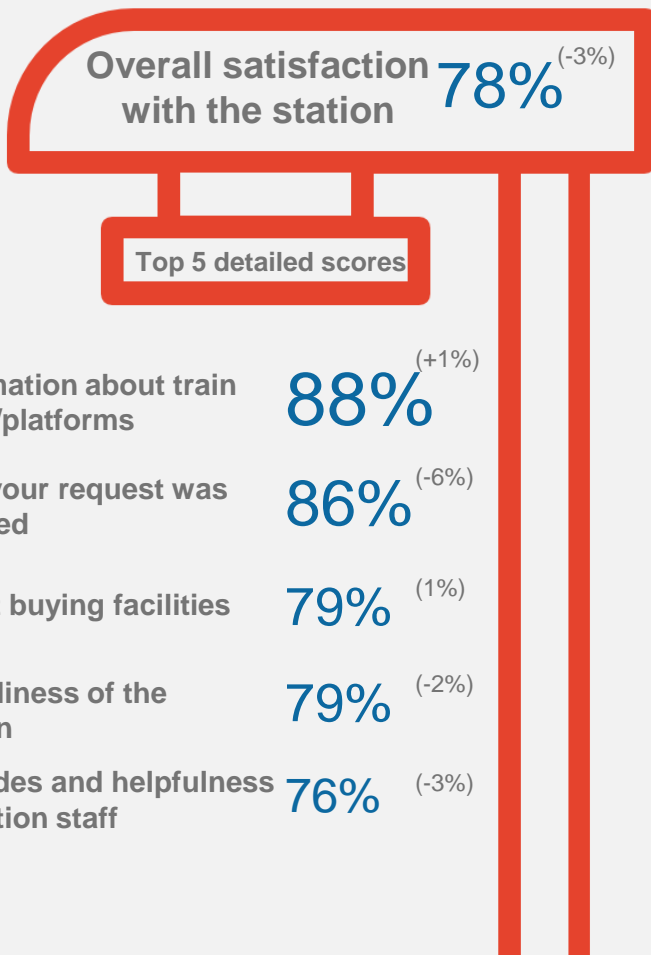 Overall satisfaction 78% (-3%)
with the station
Top 5 detailed scores
(+1%)
mation about train 88%
/platforms
your request was 86% (-6%)
ed
t buying facilities 79% (1%)
liness of the 79% (-2%)
n
des and helpfulness 76% (-3%)
tion staff